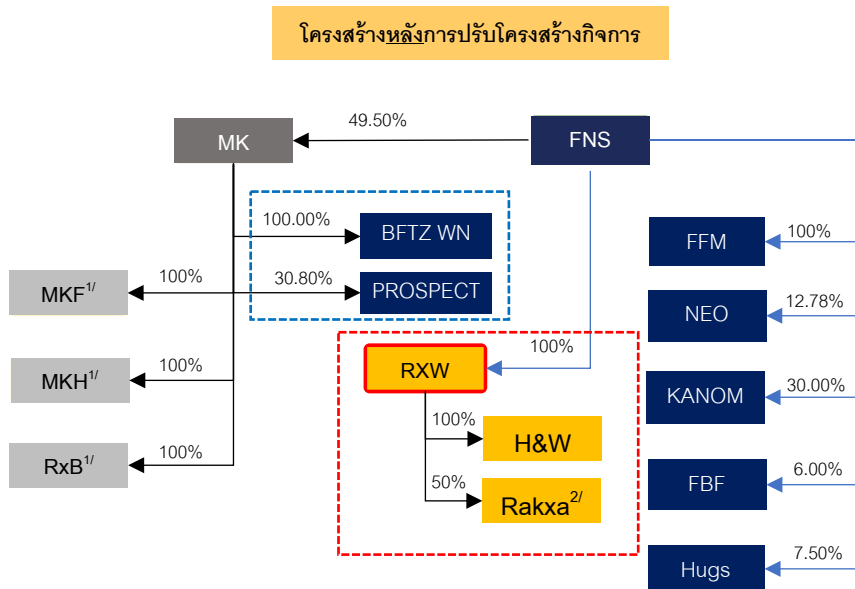 โครงสร้างหลังการปรับโครงสร้างกิจการ
49.50%
MK
FNS
100.00%
BFTZ WN
FFM
100%
MKF1/
100%
30.80%
PROSPECT
NEO
12.78%
100%
RXW
MKH1/
100%
KANOM
30.00%
100%
H&W
RxB1/
100%
50%
Rakxa2/
FBF
6.00%
Hugs
7.50%